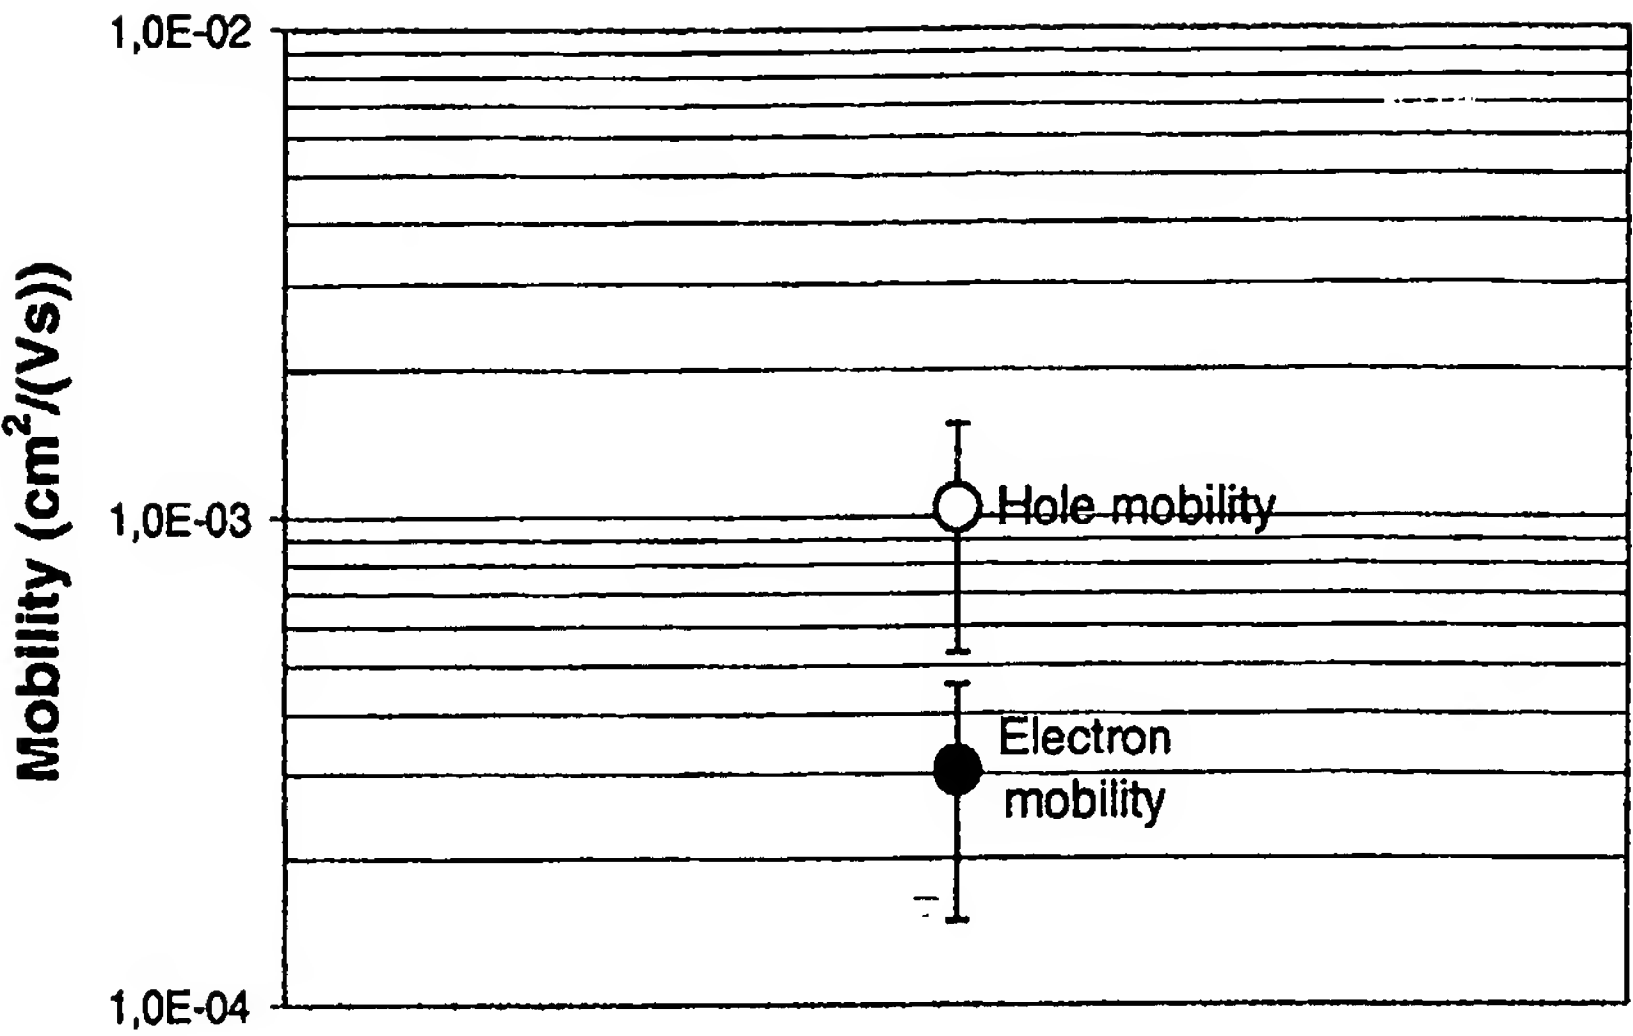 1,0E-02
Mobility (cm²/(Vs))
1,0E-03
Hole mobility
Electron
mobility
1,0E-04